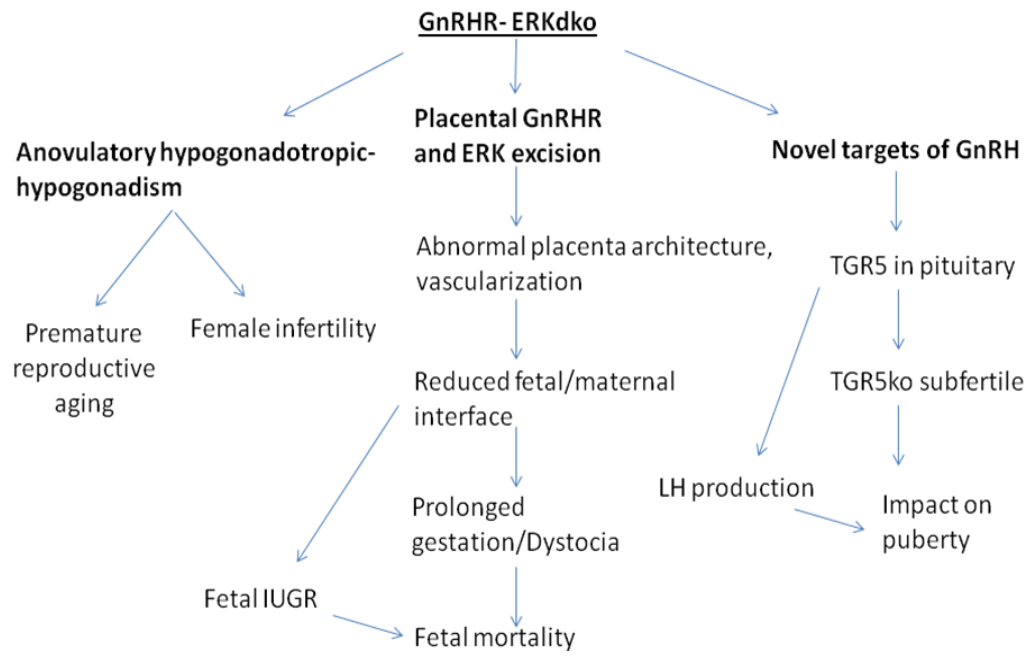 GnRHR- ERKdko
Anovulatory hypogonadotropic-
hypogonadism
Premature
reproductive
aging
Female infertility
Placental GnRHR
and ERK excision
Abnormal placenta architecture,
vascularization
Reduced fetal/maternal
interface
Prolonged
gestation/Dystocia
Fetal IUGR
Fetal mortality
Novel targets of GnRH
TGR5 in pituitary
TGR5ko subfertile
LH production
Impact on
puberty